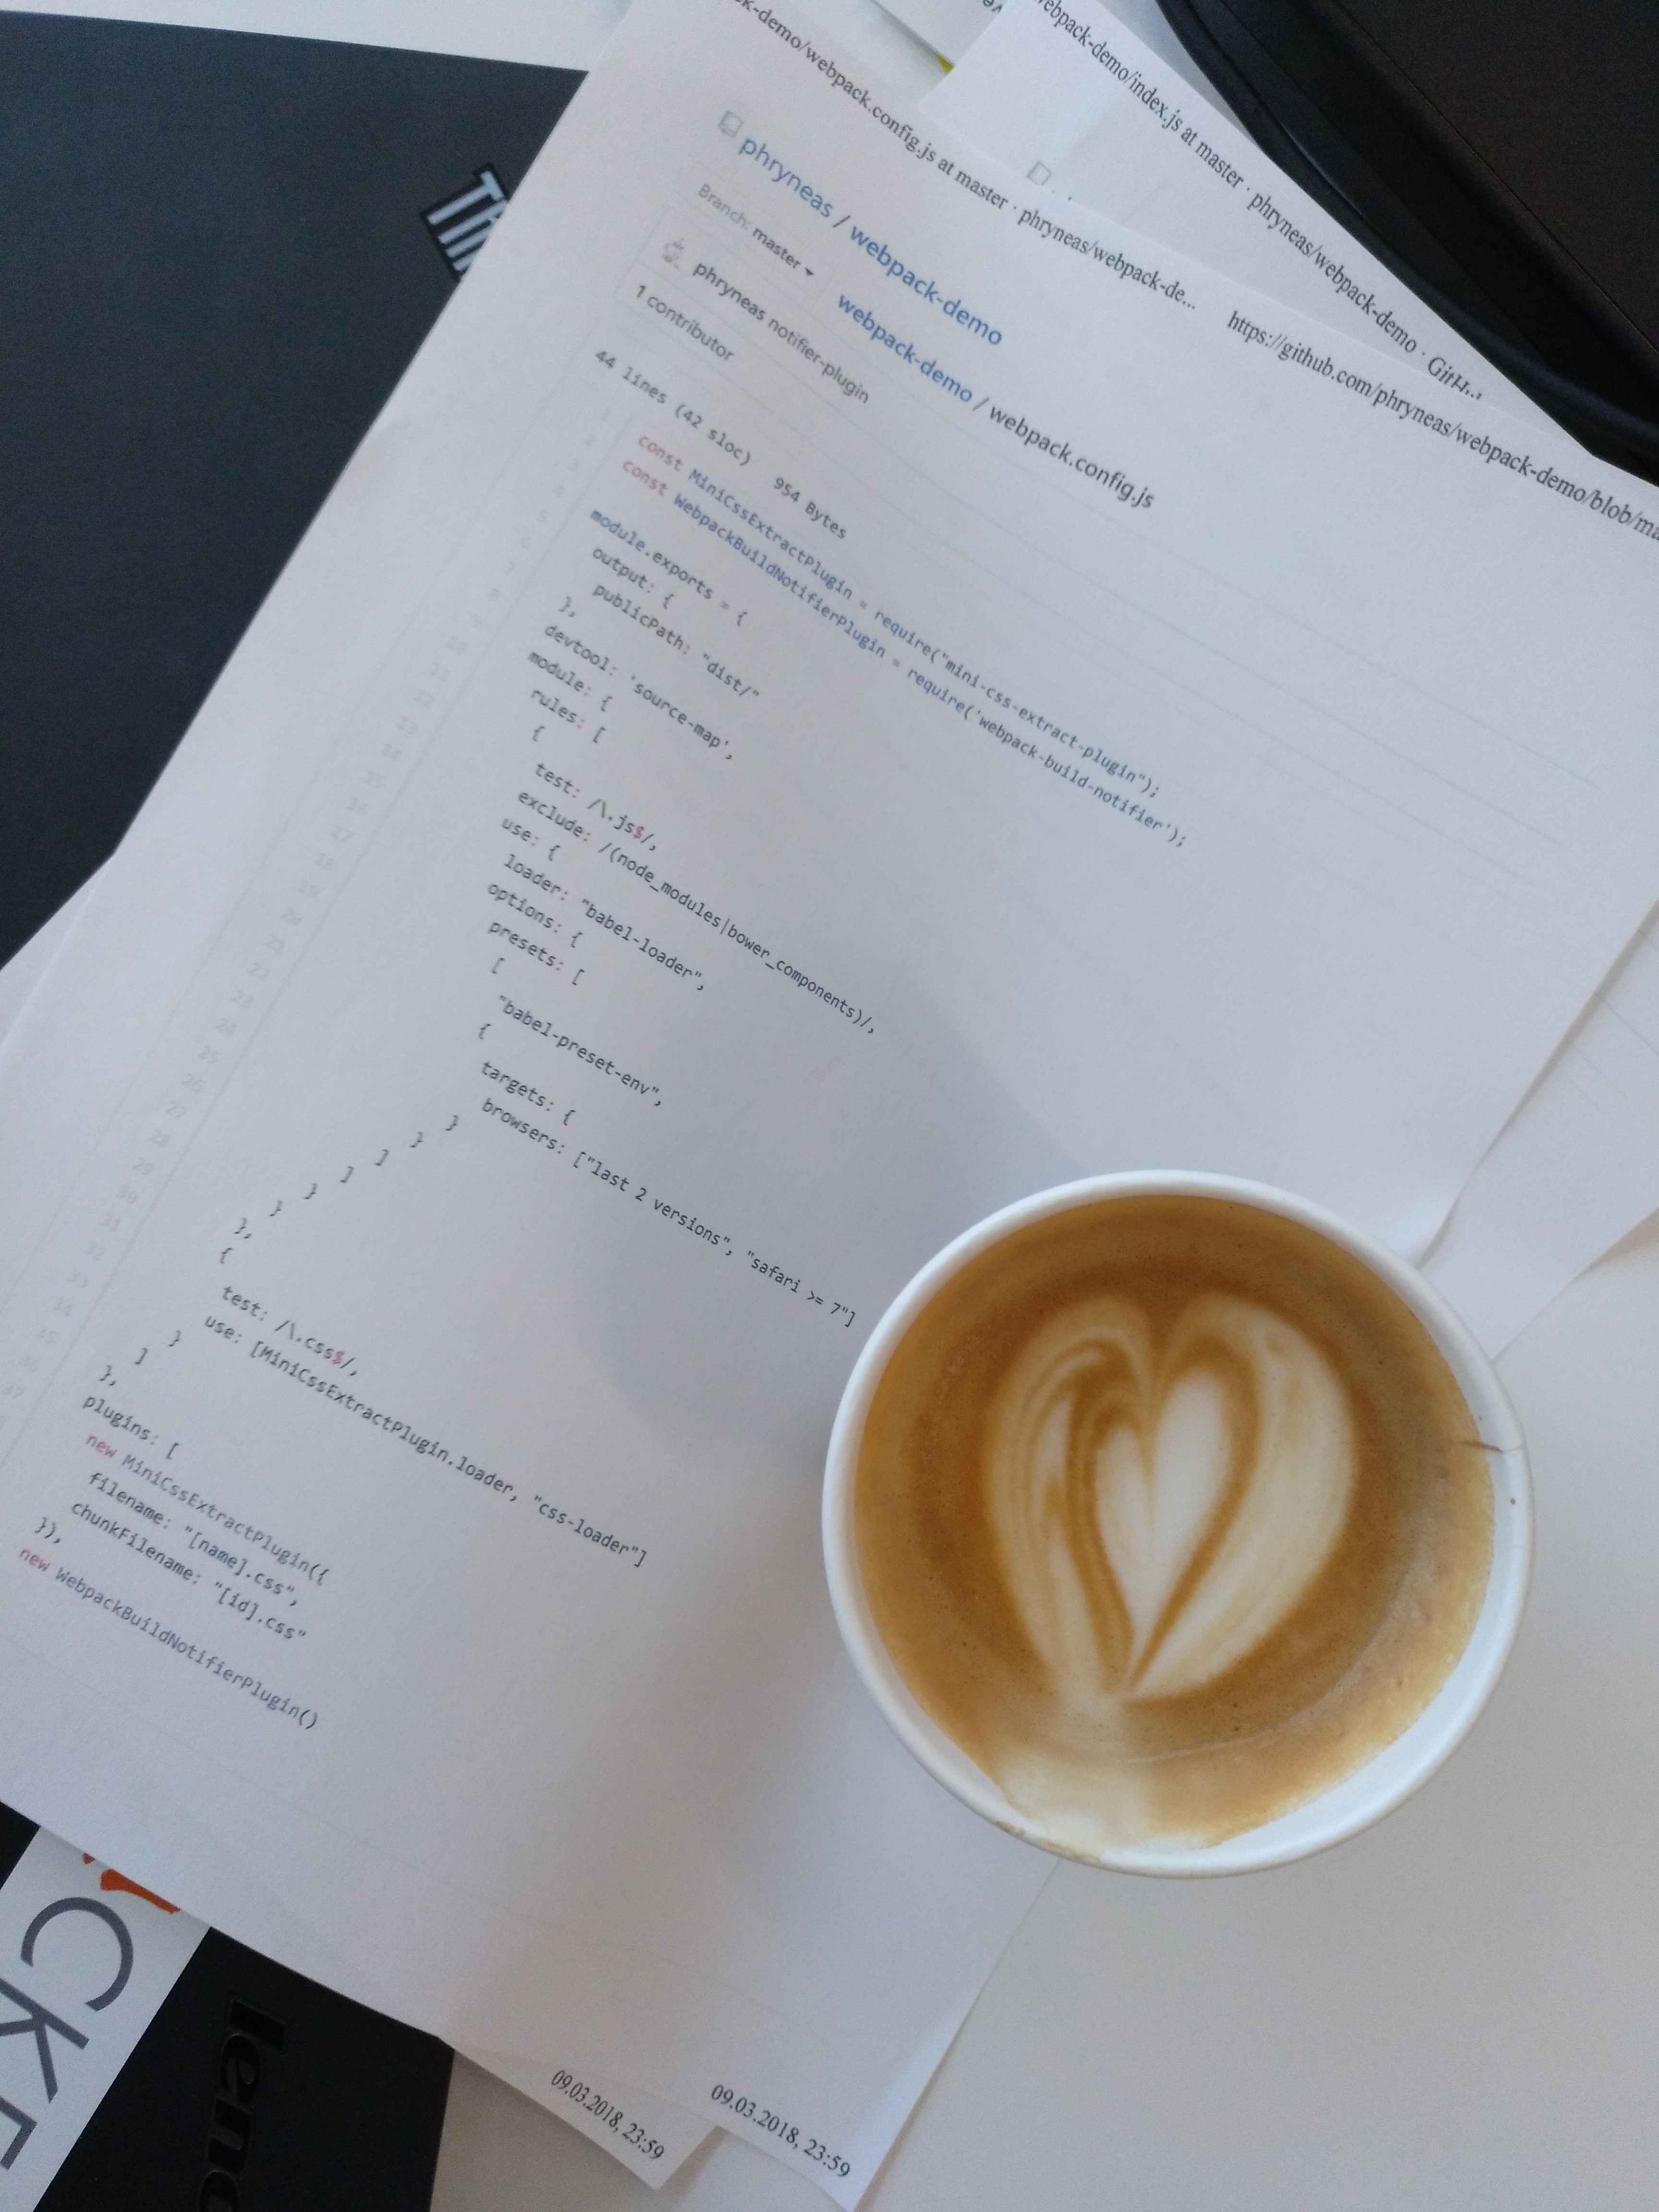 webpack-demo/index.js at master · phryneas/webpack-demo · GitH...
-demo/webpack.config.js at master · phryneas/webpack-de... https://github.com/phryneas/webpack-demo/blob/ma
phryneas / webpack-demo
Branch: master webpack-demo / webpack.config.js
phryneas notifier-plugin
1 contributor
44 lines (42 sloc) 954 Bytes
const MiniCssExtractPlugin = require("mini-css-extract-plugin");
const WebpackBuildNotifierPlugin = require('webpack-build-notifier');
module.exports = {
output: {
publicPath: "dist/"
},
devtool: 'source-map',
module: {
rules: [
{
test: /\.js$/,
exclude: /(node_modules|bower_components)/,
use: {
loader: "babel-loader",
options: {
presets: [
[
"babel-preset-env",
{
targets: {
browsers: ["last 2 versions", "safari >= 7"]
}
}
]
]
}
}
},
{
test: /\.css$/,
use: [MiniCssExtractPlugin.loader, "css-loader"]
}
]
},
plugins: [
new MiniCssExtractPlugin({
filename: "[name].css",
chunkFilename: "[id].css"
}),
new WebpackBuildNotifierPlugin()
09.03.2018, 23:59
09.03.2018, 23:59
CKE
leno